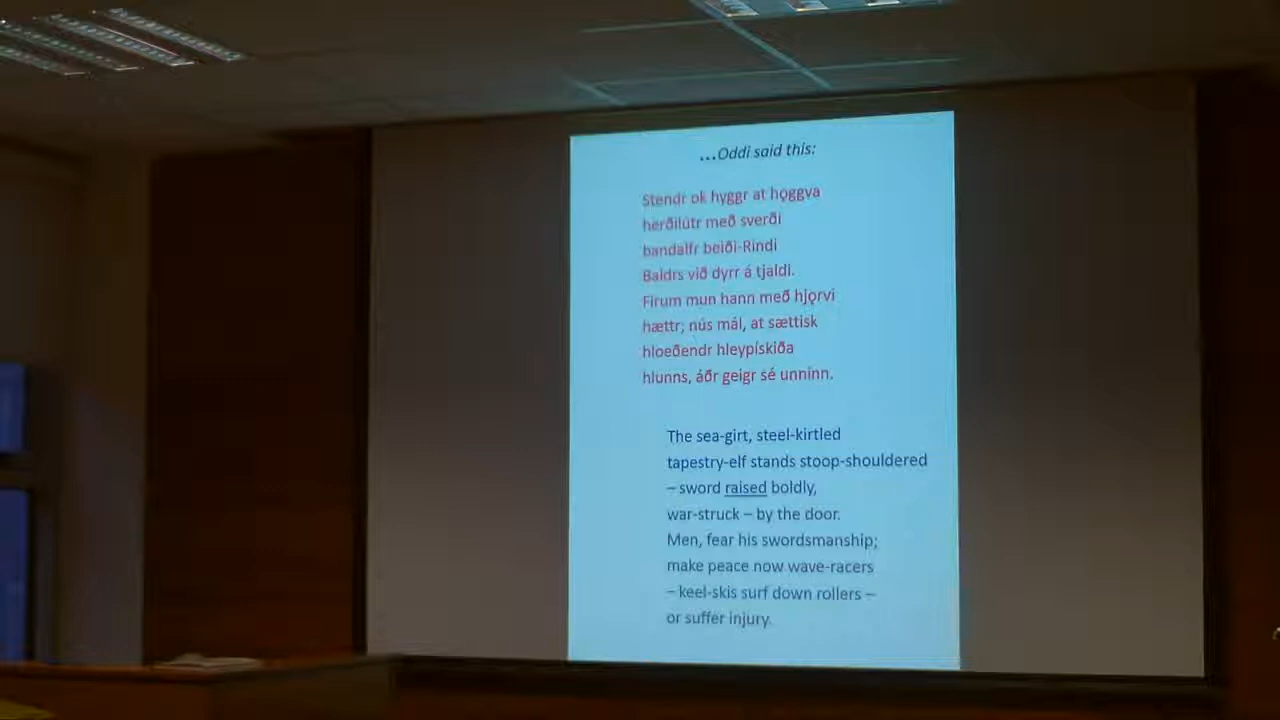 ...Oddi said this:
Stendr ok hyggr at hǫggva
herðilútr með sverði
bandalfr beiði-Rindi
Baldrs við dyrr á tjaldi.
Firum mun hann með hjǫrvi
hættr; nús mál, at sættisk
hloeðendr hleypískíða
hlunns, áðr geigr sé unninn.
The sea-girt, steel-kirtled
tapestry-elf stands stoop-shouldered
– sword raised boldly,
war-struck – by the door.
Men, fear his swordsmanship;
make peace now wave-racers
– keel-skis surf down rollers –
or suffer injury.